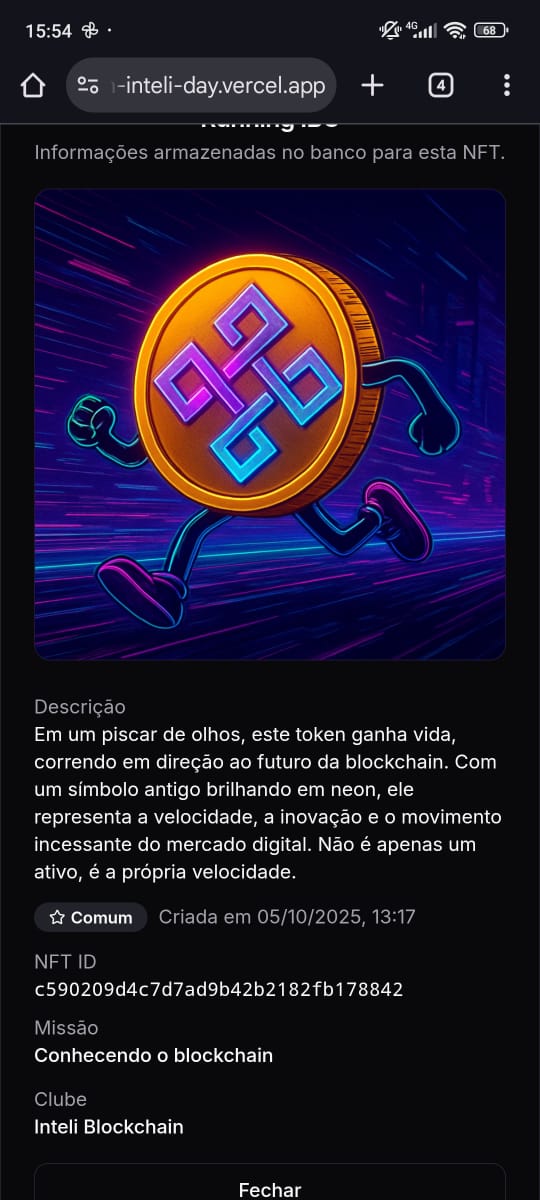 15:54
4G
68
-inteli-day.vercel.app
4
Informações armazenadas no banco para esta NFT.
Descrição
Em um piscar de olhos, este token ganha vida,
correndo em direção ao futuro da blockchain. Com
um símbolo antigo brilhando em neon, ele
representa a velocidade, a inovação e o movimento
incessante do mercado digital. Não é apenas um
ativo, é a própria velocidade.
Comum Criada em 05/10/2025, 13:17
NFT ID
c590209d4c7d7ad9b42b2182fb178842
Missão
Conhecendo o blockchain
Clube
Inteli Blockchain
Fechar